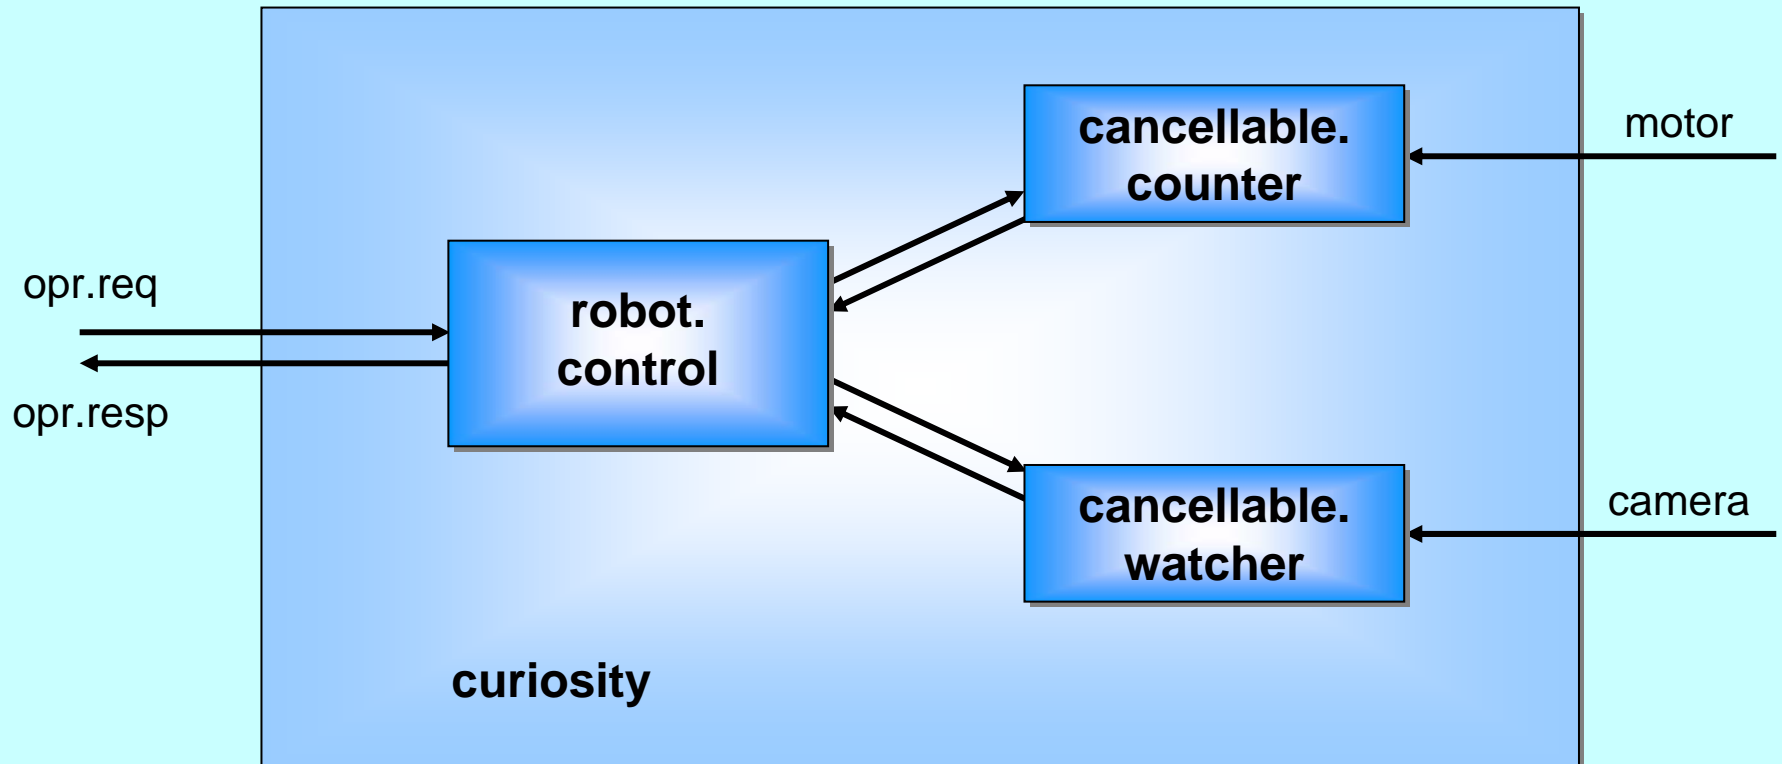 cancellable.
counter
motor
opr.req
robot.
control
opr.resp
cancellable.
watcher
camera
curiosity